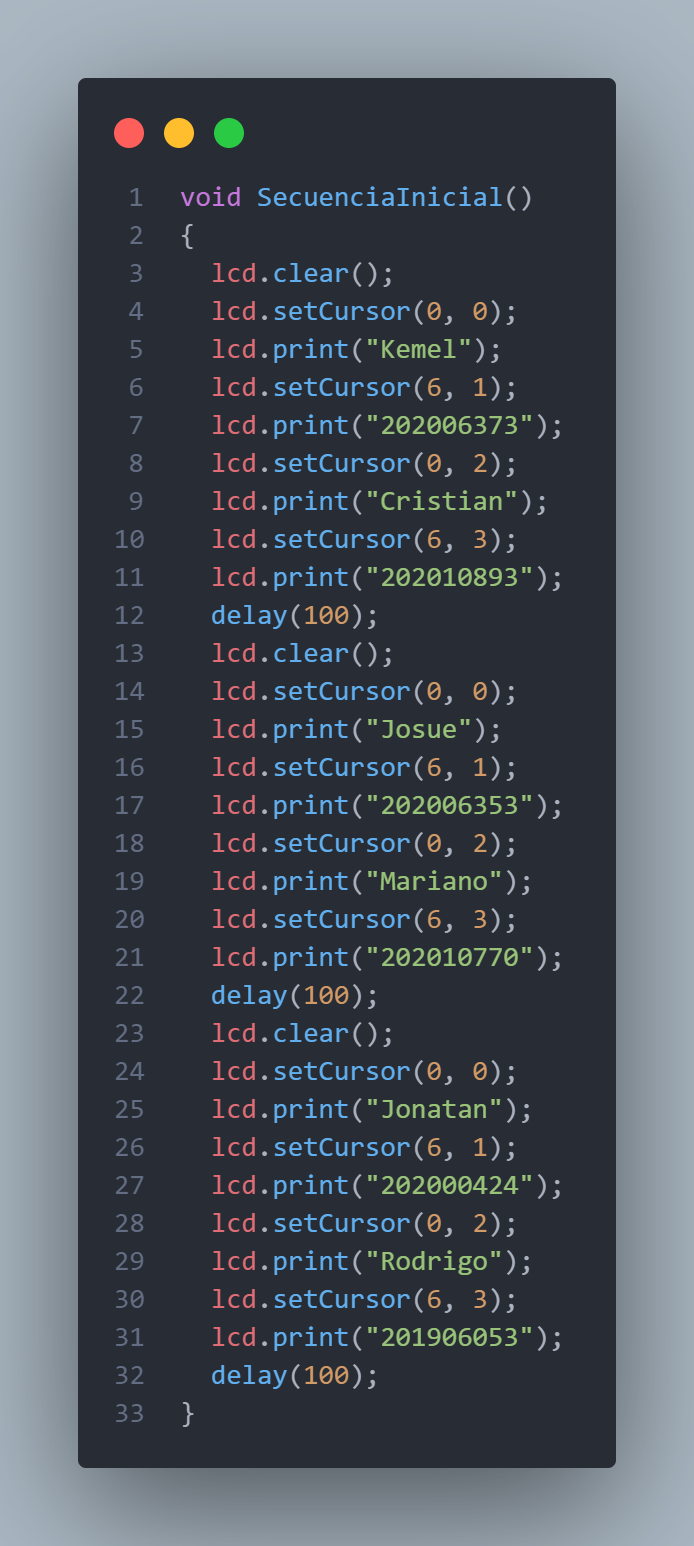 1 void SecuenciaInicial()
2 {
3   lcd.clear();
4   lcd.setCursor(0, 0);
5   lcd.print("Kemel");
6   lcd.setCursor(6, 1);
7   lcd.print("202006373");
8   lcd.setCursor(0, 2);
9   lcd.print("Cristian");
10   lcd.setCursor(6, 3);
11   lcd.print("202010893");
12   delay(100);
13   lcd.clear();
14   lcd.setCursor(0, 0);
15   lcd.print("Josue");
16   lcd.setCursor(6, 1);
17   lcd.print("202006353");
18   lcd.setCursor(0, 2);
19   lcd.print("Mariano");
20   lcd.setCursor(6, 3);
21   lcd.print("202010770");
22   delay(100);
23   lcd.clear();
24   lcd.setCursor(0, 0);
25   lcd.print("Jonatan");
26   lcd.setCursor(6, 1);
27   lcd.print("202000424");
28   lcd.setCursor(0, 2);
29   lcd.print("Rodrigo");
30   lcd.setCursor(6, 3);
31   lcd.print("201906053");
32   delay(100);
33 }